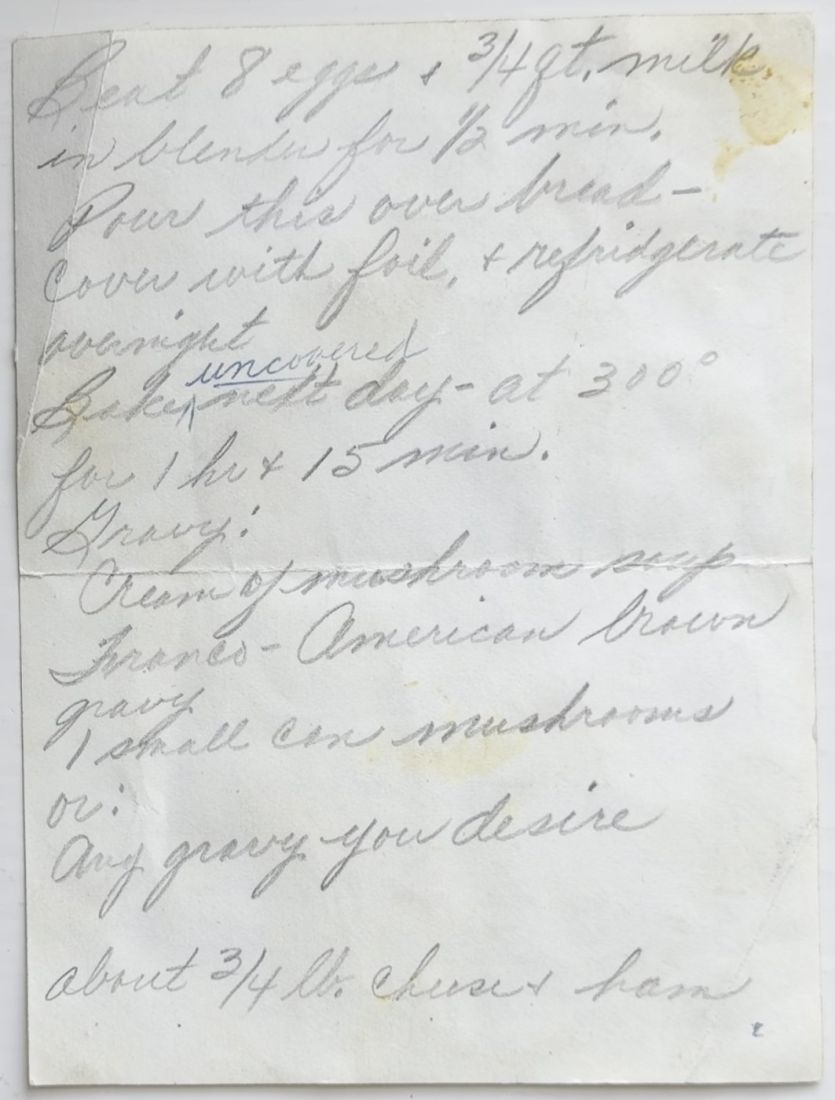 Beat 8 eggs + 3/4 qt. milk
in blender for 1/2 min.
Pour this over bread -
Cover with foil, + refridgerate
overnight
uncovered
Bake next day - at 300°
for 1 hr + 15 min.
Gravy:
Cream of mushroom soup
Franco - American brown
gravy
1 small can mushrooms
or:
Any gravy you desire
about 3/4 lb. cheese + ham